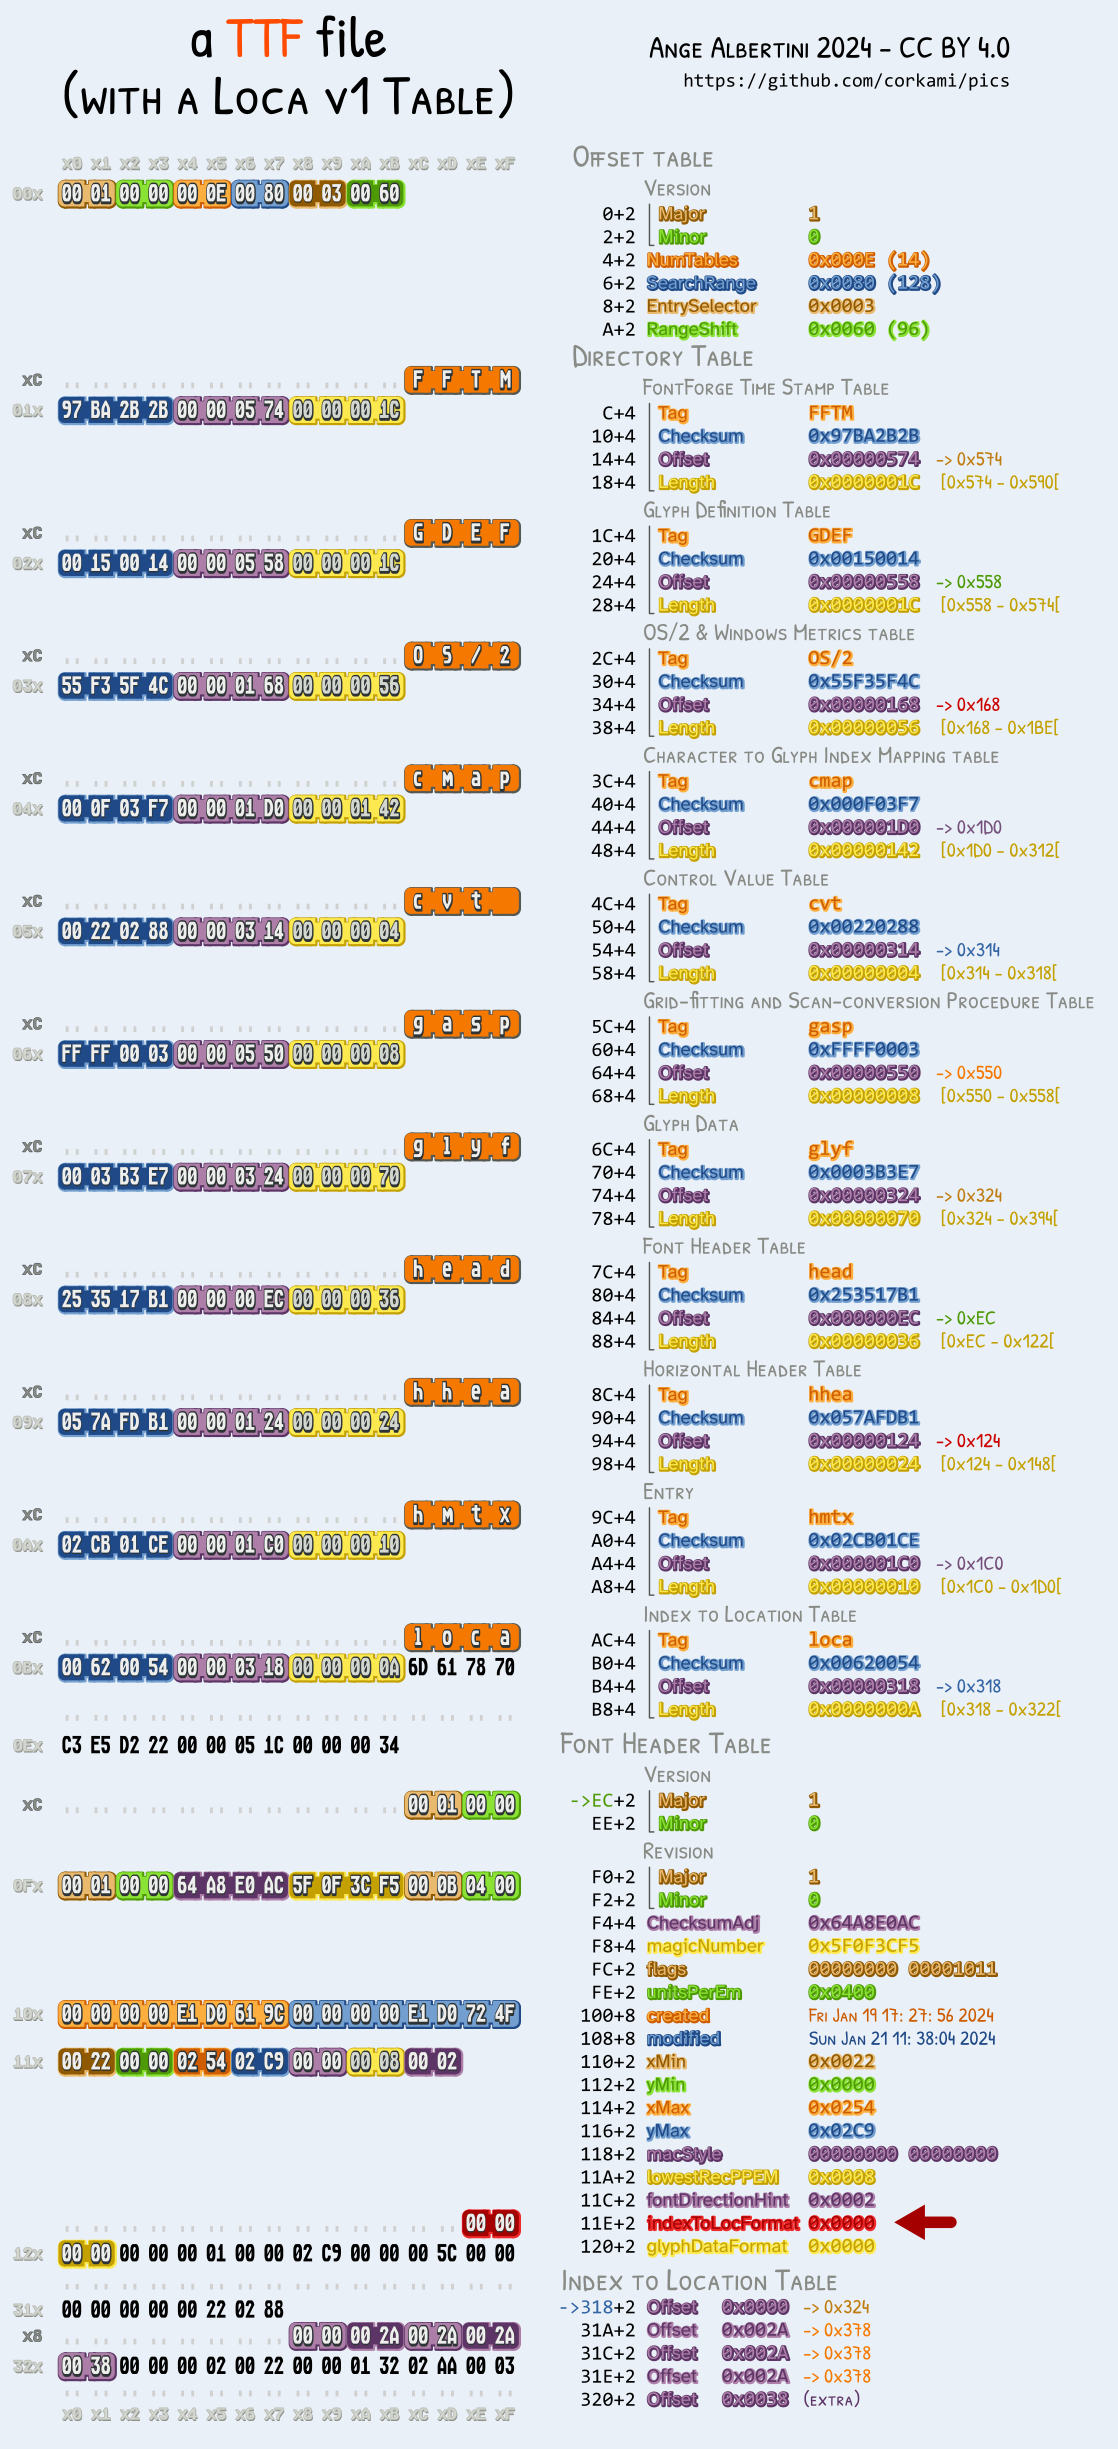 a TTF file
(with a Loca v1 Table)
Ange Albertini 2024 - CC BY 4.0
https://github.com/corkami/pics
x0 x1 x2 x3 x4 x5 x6 x7 x8 x9 xA xB xC xD xE xF
00x 00 01 00 00 00 0E 00 80 00 03 00 60
xC F F T M
01x 97 BA 2B 2B 00 00 05 74 00 00 00 1C
xC G D E F
02x 00 15 00 14 00 00 05 58 00 00 00 1C
xC O S / 2
03x 55 F3 5F 4C 00 00 01 68 00 00 00 56
xC c m a p
04x 00 0F 03 F7 00 00 01 D0 00 00 01 42
xC c v t
05x 00 22 02 88 00 00 03 14 00 00 00 04
xC g a s p
06x FF FF 00 03 00 00 05 50 00 00 00 08
xC g l y f
07x 00 03 B3 E7 00 00 03 24 00 00 00 70
xC h e a d
08x 25 35 17 B1 00 00 00 EC 00 00 00 36
xC h h e a
09x 05 7A FD B1 00 00 01 24 00 00 00 24
xC h m t x
0Ax 02 CB 01 CE 00 00 01 C0 00 00 00 10
xC l o c a
0Bx 00 62 00 54 00 00 03 18 00 00 00 0A 6D 61 78 70
0Ex C3 E5 D2 22 00 00 05 1C 00 00 00 34
xC 00 01 00 00
0Fx 00 01 00 00 64 A8 E0 AC 5F 0F 3C F5 00 0B 04 00
10x 00 00 00 00 E1 D0 61 9C 00 00 00 00 E1 D0 72 4F
11x 00 22 00 00 02 54 02 C9 00 00 00 08 00 02
00 00
12x 00 00 00 00 00 01 00 00 02 C9 00 00 00 5C 00 00
31x 00 00 00 00 00 22 02 88
x8 00 00 00 2A 00 2A 00 2A
32x 00 38 00 00 00 02 00 22 00 00 01 32 02 AA 00 03
x0 x1 x2 x3 x4 x5 x6 x7 x8 x9 xA xB xC xD xE xF
Offset table
Version
0+2 Major 1
2+2 Minor 0
4+2 NumTables 0x000E (14)
6+2 SearchRange 0x0080 (128)
8+2 EntrySelector 0x0003
A+2 RangeShift 0x0060 (96)
Directory Table
FontForge Time Stamp Table
C+4 Tag FFTM
10+4 Checksum 0x97BA2B2B
14+4 Offset 0x00000574 -> 0x574
18+4 Length 0x0000001C [0x574 - 0x590[
Glyph Definition Table
1C+4 Tag GDEF
20+4 Checksum 0x00150014
24+4 Offset 0x00000558 -> 0x558
28+4 Length 0x0000001C [0x558 - 0x574[
OS/2 & Windows Metrics table
2C+4 Tag OS/2
30+4 Checksum 0x55F35F4C
34+4 Offset 0x00000168 -> 0x168
38+4 Length 0x00000056 [0x168 - 0x1BE[
Character to Glyph Index Mapping table
3C+4 Tag cmap
40+4 Checksum 0x000F03F7
44+4 Offset 0x000001D0 -> 0x1D0
48+4 Length 0x00000142 [0x1D0 - 0x312[
Control Value Table
4C+4 Tag cvt
50+4 Checksum 0x00220288
54+4 Offset 0x00000314 -> 0x314
58+4 Length 0x00000004 [0x314 - 0x318[
Grid-fitting and Scan-conversion Procedure Table
5C+4 Tag gasp
60+4 Checksum 0xFFFF0003
64+4 Offset 0x00000550 -> 0x550
68+4 Length 0x00000008 [0x550 - 0x558[
Glyph Data
6C+4 Tag glyf
70+4 Checksum 0x0003B3E7
74+4 Offset 0x00000324 -> 0x324
78+4 Length 0x00000070 [0x324 - 0x394[
Font Header Table
7C+4 Tag head
80+4 Checksum 0x253517B1
84+4 Offset 0x000000EC -> 0xEC
88+4 Length 0x00000036 [0xEC - 0x122[
Horizontal Header Table
8C+4 Tag hhea
90+4 Checksum 0x057AFDB1
94+4 Offset 0x00000124 -> 0x124
98+4 Length 0x00000024 [0x124 - 0x148[
Entry
9C+4 Tag hmtx
A0+4 Checksum 0x02CB01CE
A4+4 Offset 0x000001C0 -> 0x1C0
A8+4 Length 0x00000010 [0x1C0 - 0x1D0[
Index to Location Table
AC+4 Tag loca
B0+4 Checksum 0x00620054
B4+4 Offset 0x00000318 -> 0x318
B8+4 Length 0x0000000A [0x318 - 0x322[
Font Header Table
Version
->EC+2 Major 1
EE+2 Minor 0
Revision
F0+2 Major 1
F2+2 Minor 0
F4+4 ChecksumAdj 0x64A8E0AC
F8+4 magicNumber 0x5F0F3CF5
FC+2 flags 00000000 00001011
FE+2 unitsPerEm 0x0400
100+8 created Fri Jan 19 17: 27: 56 2024
108+8 modified Sun Jan 21 11: 38:04 2024
110+2 xMin 0x0022
112+2 yMin 0x0000
114+2 xMax 0x0254
116+2 yMax 0x02C9
118+2 macStyle 00000000 00000000
11A+2 lowestRecPPEM 0x0008
11C+2 fontDirectionHint 0x0002
11E+2 indexToLocFormat 0x0000
120+2 glyphDataFormat 0x0000
Index to Location Table
->318+2 Offset 0x0000 -> 0x324
31A+2 Offset 0x002A -> 0x378
31C+2 Offset 0x002A -> 0x378
31E+2 Offset 0x002A -> 0x378
320+2 Offset 0x0038 (extra)